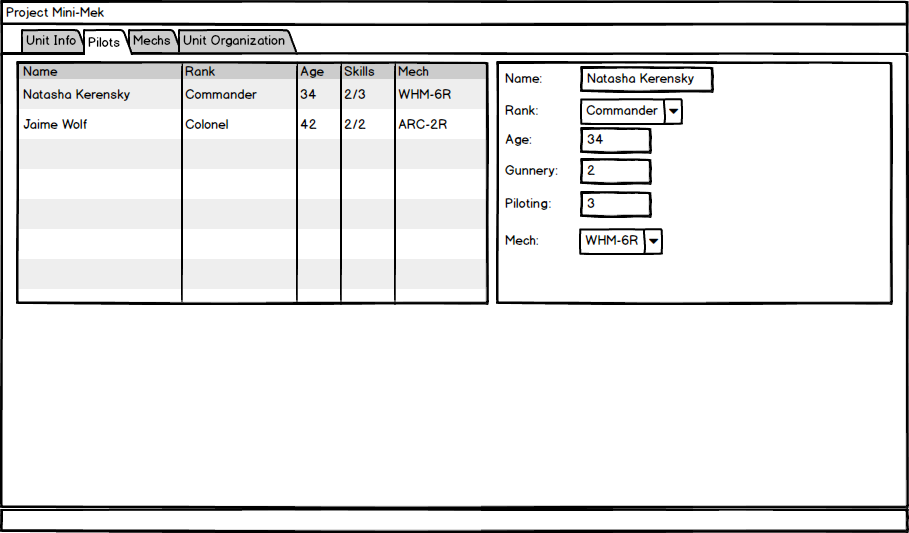 Project Mini-Mek
Unit Info Pilots Mechs Unit Organization
Name Rank Age Skills Mech
Natasha Kerensky Commander 34 2/3 WHM-6R
Jaime Wolf Colonel 42 2/2 ARC-2R
Name: Natasha Kerensky
Rank: Commander
Age: 34
Gunnery: 2
Piloting: 3
Mech: WHM-6R